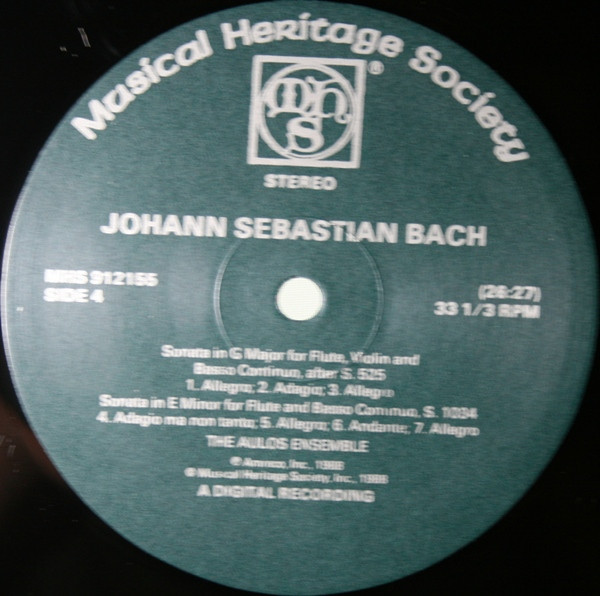 Musical Heritage Society
mhs
®
STEREO
JOHANN SEBASTIAN BACH
MHS 912155
SIDE 4
(26:27)
33 1/3 RPM
Sonata in G Major for Flute, Violin and
Basso Continuo, after S. 525
1. Allegro; 2. Adagio; 3. Allegro
Sonata in E Minor for Flute and Basso Continuo, S. 1034
4. Adagio ma non tanto; 5. Allegro; 6. Andante; 7. Allegro
THE AULOS ENSEMBLE
Inc.
Musical Heritage Society, Inc.,
A DIGITAL RECORDING